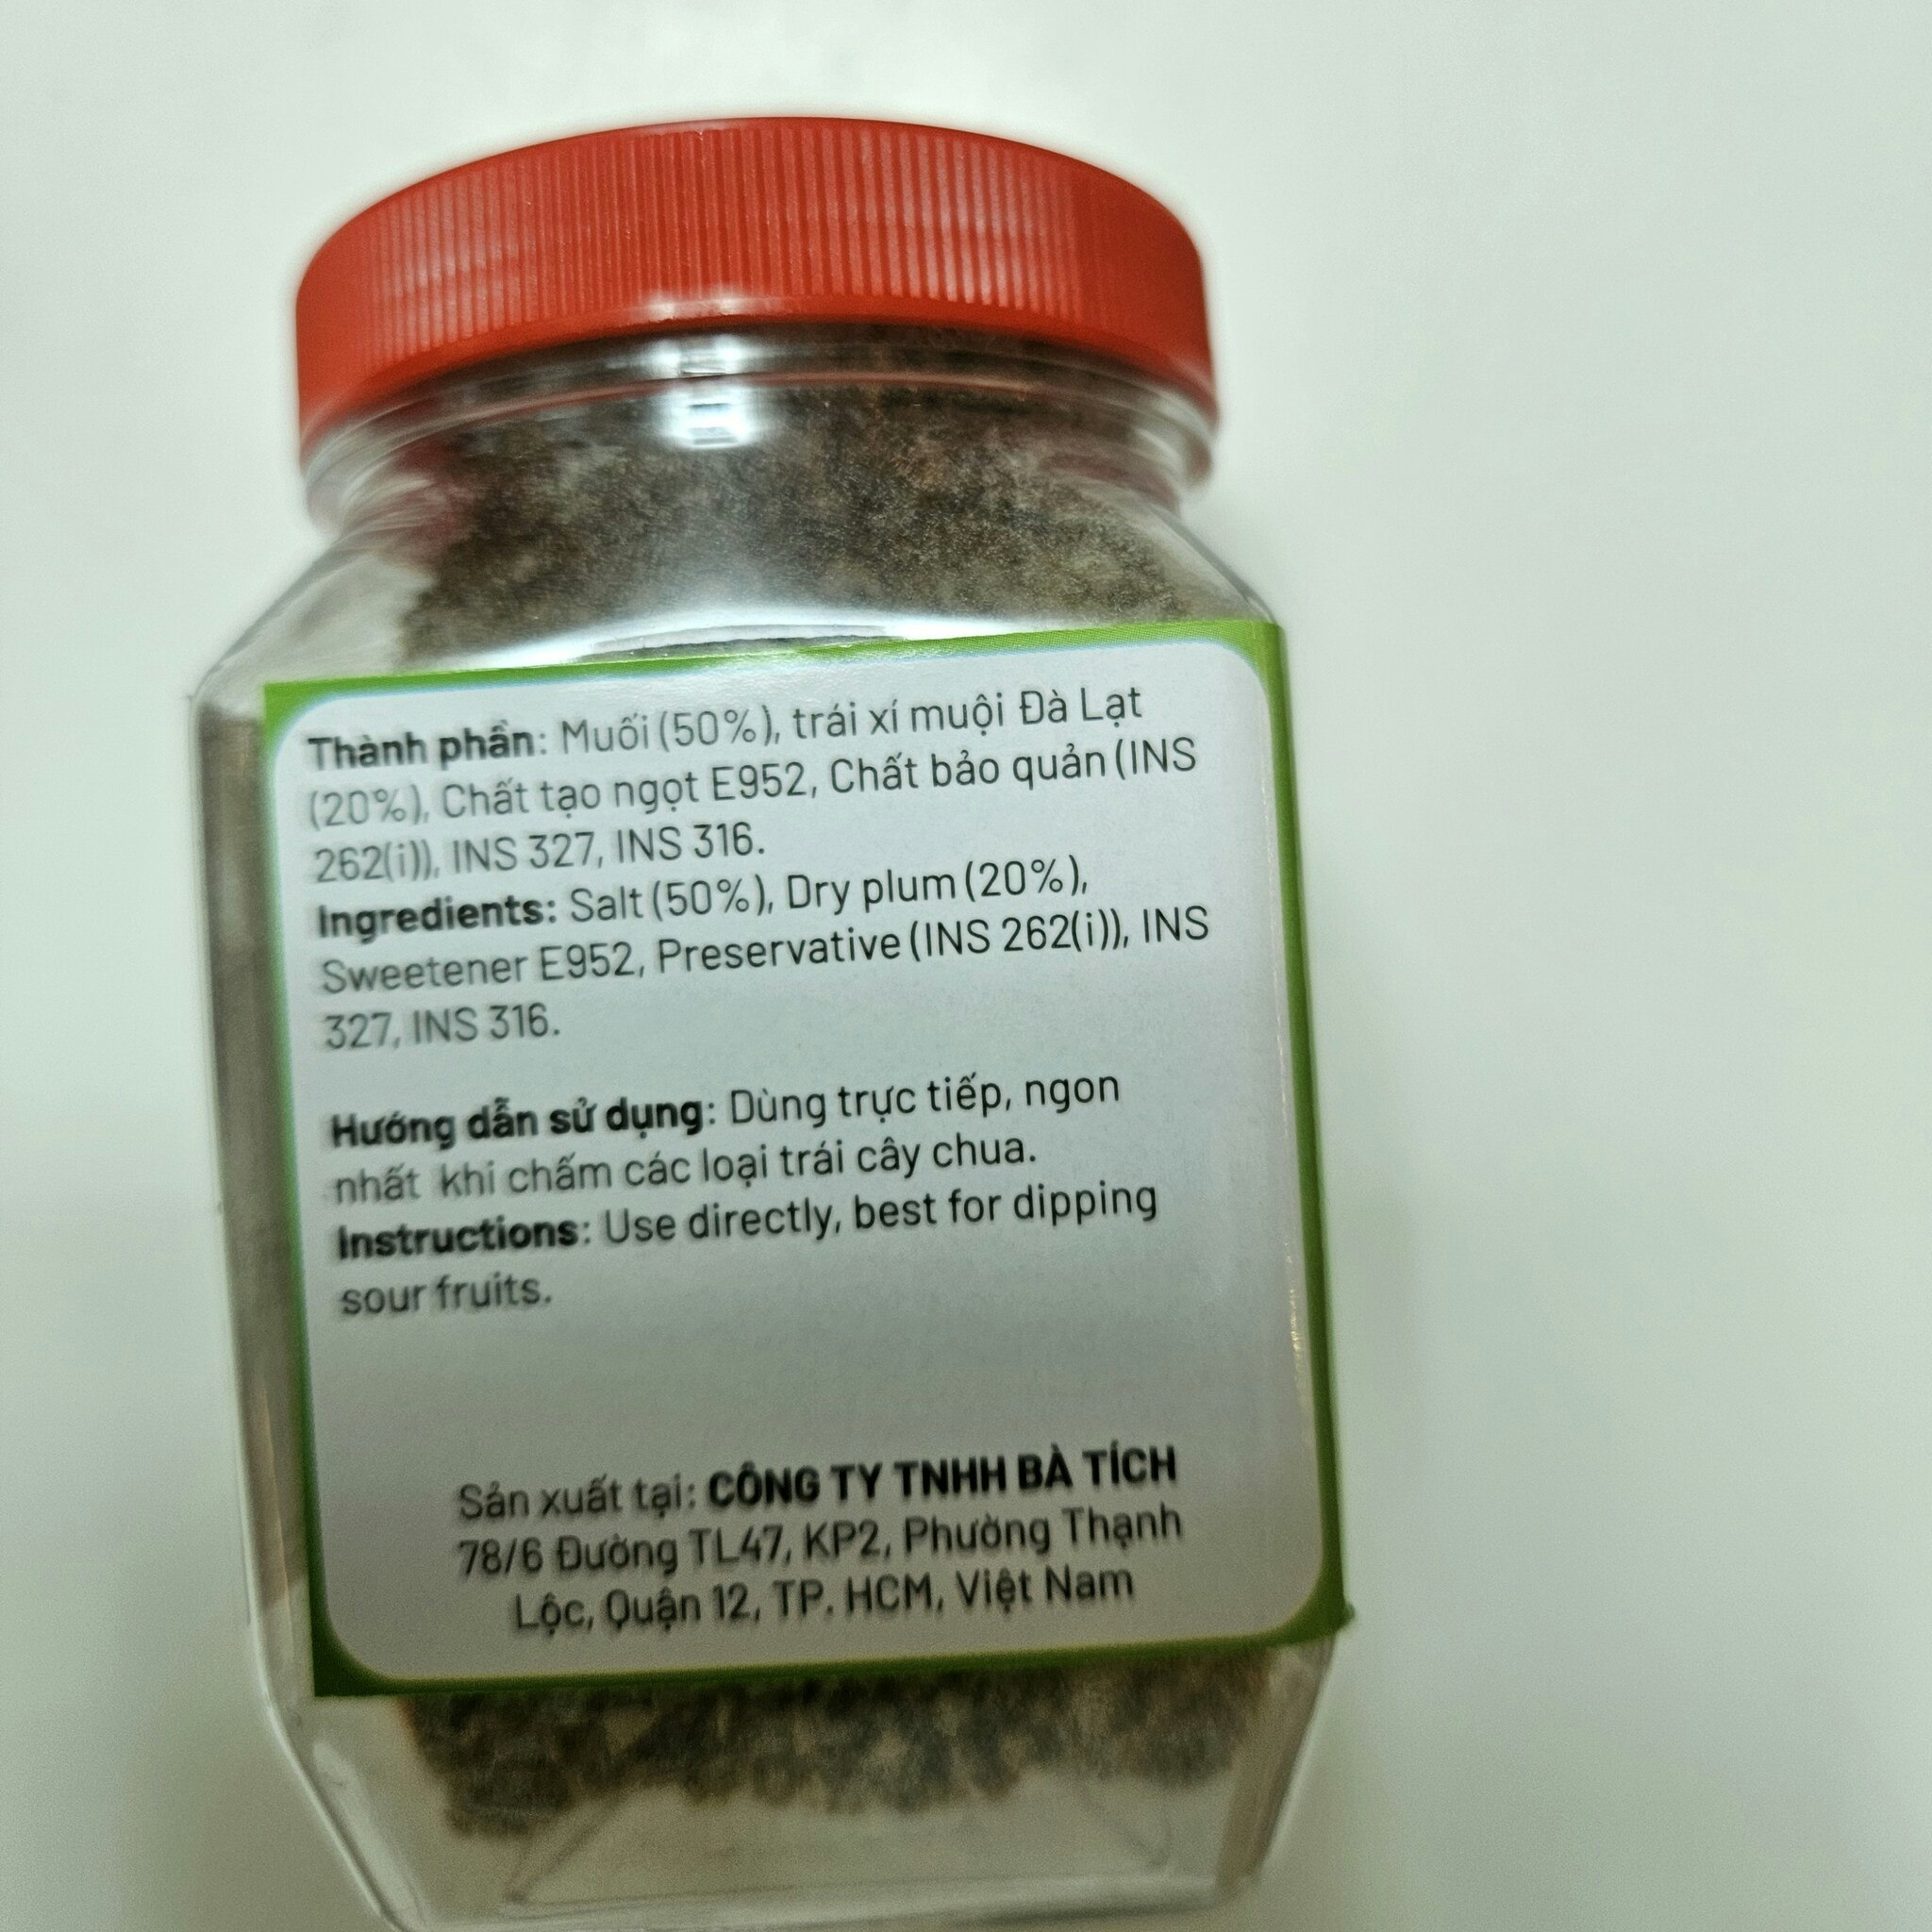 Thành phần: Muối (50%), trái xí muội Đà Lạt
(20%), Chất tạo ngọt E952, Chất bảo quản (INS
262(i)), INS 327, INS 316.
Ingredients: Salt (50%), Dry plum (20%),
Sweetener E952, Preservative (INS 262(i)), INS
327, INS 316.
Hướng dẫn sử dụng: Dùng trực tiếp, ngon
nhất khi chấm các loại trái cây chua.
Instructions: Use directly, best for dipping
sour fruits.
Sản xuất tại: CÔNG TY TNHH BÀ TÍCH
78/6 Đường TL47, KP2, Phường Thạnh
Lộc, Quận 12, TP. HCM, Việt Nam